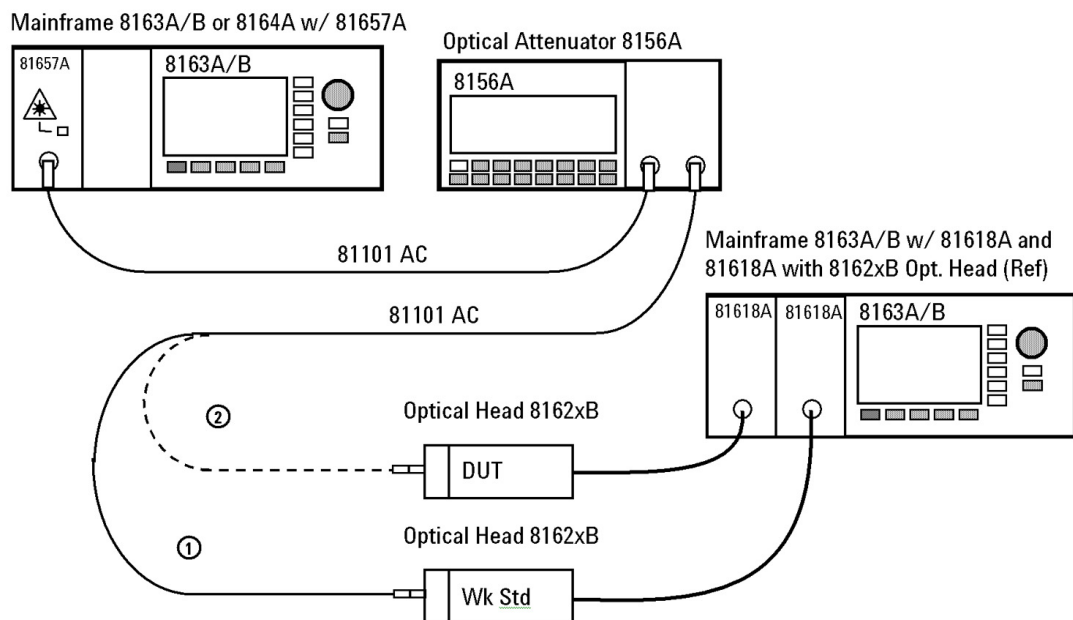 Mainframe 8163A/B or 8164A w/ 81657A
81657A
8163A/B
Optical Attenuator 8156A
8156A
81101 AC
81101 AC
Mainframe 8163A/B w/ 81618A and
81618A with 8162xB Opt. Head (Ref)
81618A
81618A
8163A/B
②
Optical Head 8162xB
DUT
①
Optical Head 8162xB
Wk Std